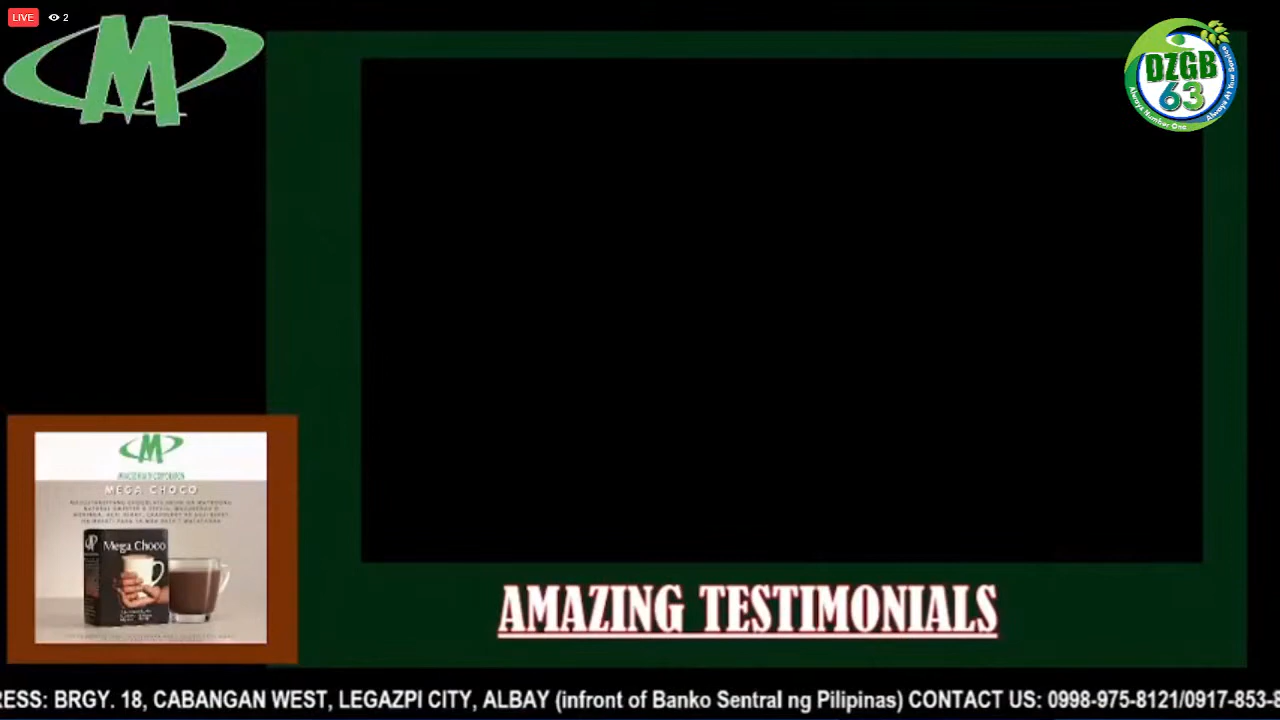 LIVE 2
M
DZGB
63
Always Number One Always At Your Service
M
MEGA CHOCO
Mega Choco
AMAZING TESTIMONIALS
RESS: BRGY. 18, CABANGAN WEST, LEGAZPI CITY, ALBAY (infront of Banko Sentral ng Pilipinas) CONTACT US: 0998-975-8121/0917-853-8